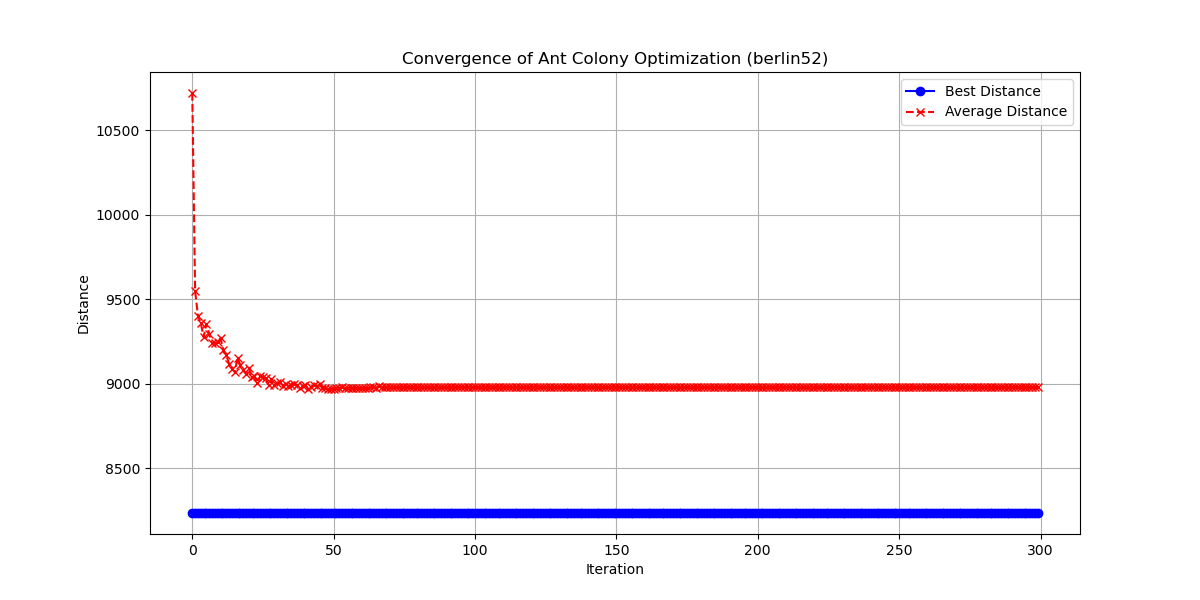 Convergence of Ant Colony Optimization (berlin52)
Best Distance
Average Distance
10500
10000
9500
9000
8500
Distance
0 50 100 150 200 250 300
Iteration